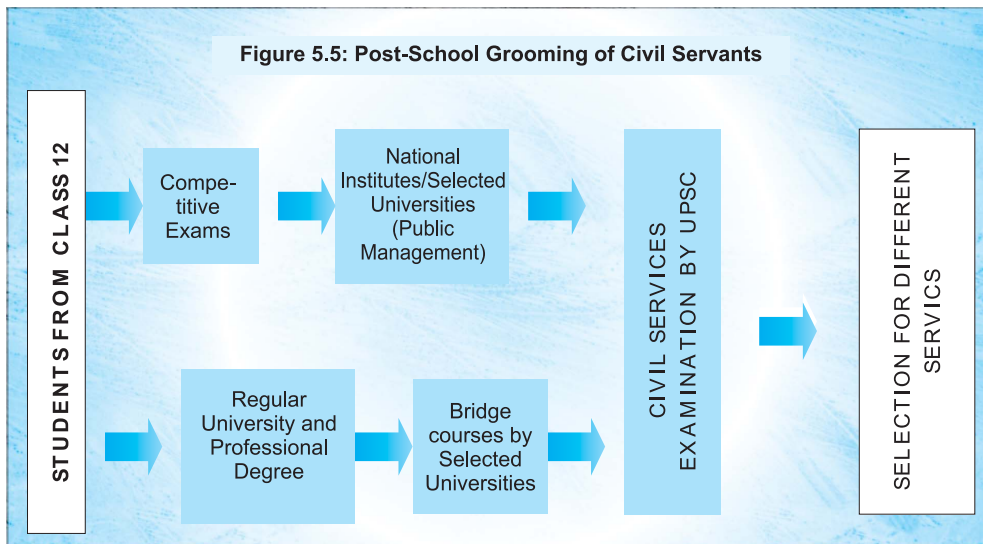 Figure 5.5: Post-School Grooming of Civil Servants
STUDENTS FROM CLASS 12
Compe-
titive
Exams
National
Institutes/Selected
Universities
(Public
Management)
Regular
University and
Professional
Degree
Bridge
courses by
Selected
Universities
CIVIL SERVICES
EXAMINATION BY UPSC
SELECTION FOR DIFFERENT
SERVICS